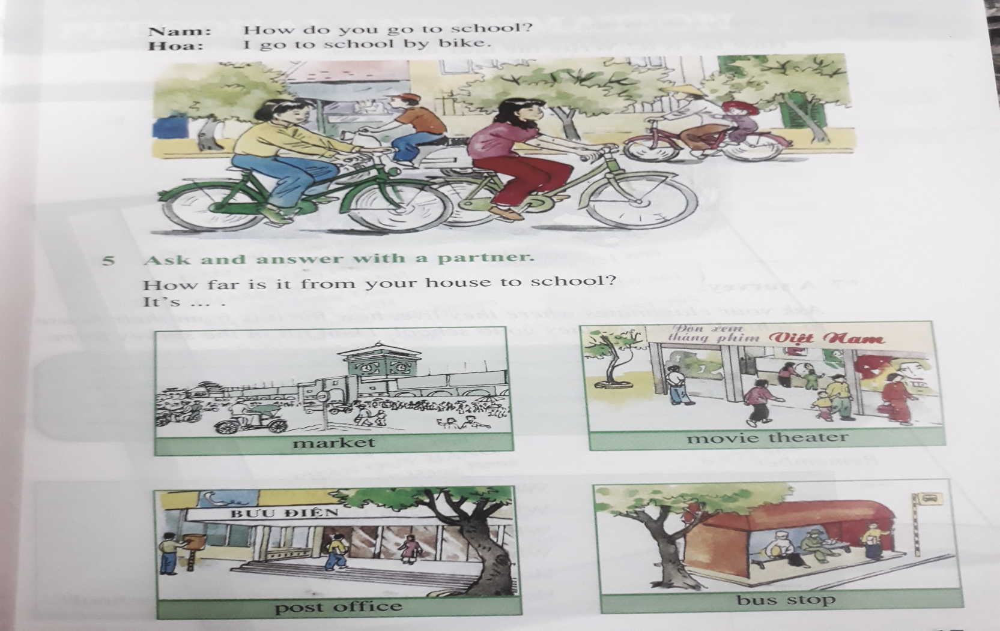 Nam: How do you go to school?
Hoa: I go to school by bike.
5 Ask and answer with a partner.
How far is it from your house to school?
It's ... .
Đón xem
tháng phim Việt Nam
market
movie theater
BƯU ĐIỆN
post office
bus stop